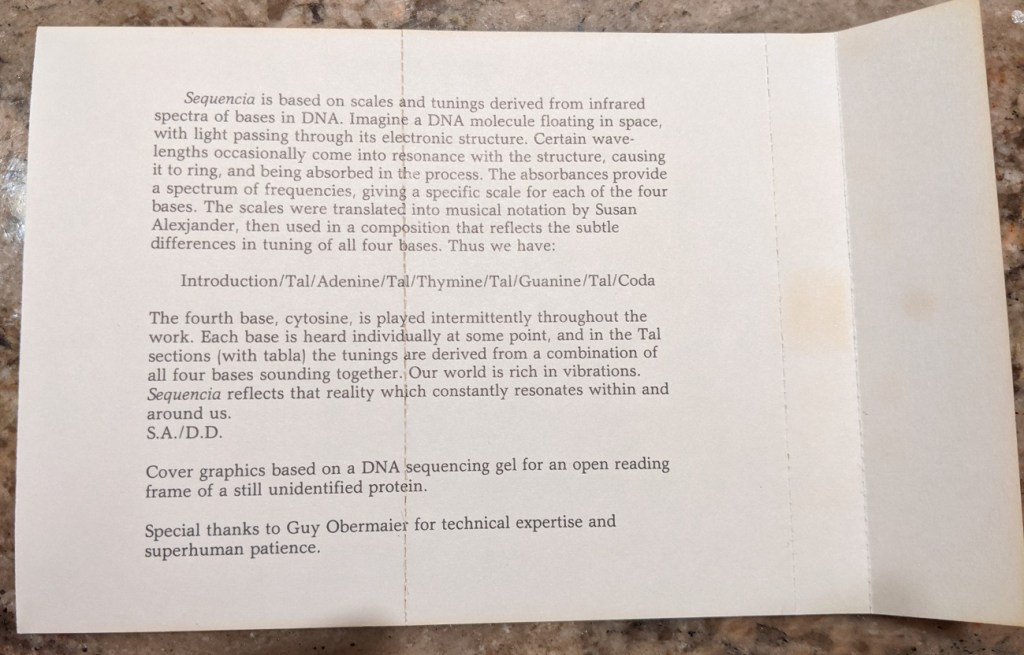 Sequencia is based on scales and tunings derived from infrared
spectra of bases in DNA. Imagine a DNA molecule floating in space,
with light passing through its electronic structure. Certain wave-
lengths occasionally come into resonance with the structure, causing
it to ring, and being absorbed in the process. The absorbances provide
a spectrum of frequencies, giving a specific scale for each of the four
bases. The scales were translated into musical notation by Susan
Alexjander, then used in a composition that reflects the subtle
differences in tuning of all four bases. Thus we have:
Introduction/Tal/Adenine/Tal/Thymine/Tal/Guanine/Tal/Coda
The fourth base, cytosine, is played intermittently throughout the
work. Each base is heard individually at some point, and in the Tal
sections (with tabla) the tunings are derived from a combination of
all four bases sounding together. Our world is rich in vibrations.
Sequencia reflects that reality which constantly resonates within and
around us.
S.A./D.D.
Cover graphics based on a DNA sequencing gel for an open reading
frame of a still unidentified protein.
Special thanks to Guy Obermaier for technical expertise and
superhuman patience.